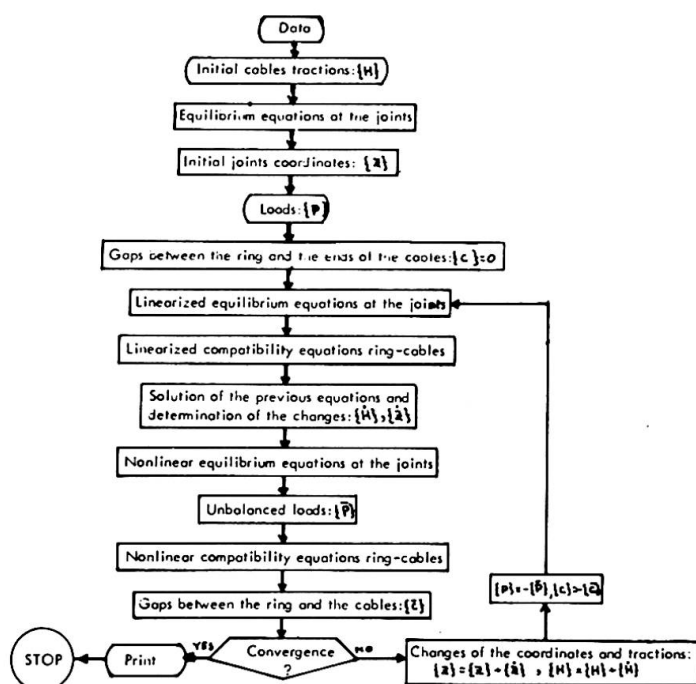 Data
Initial cables tractions: {H}
Equilibrium equations at the joints
Initial joints coordinates: {Z}
Loads: {P}
Gaps between the ring and the ends of the cables: {C}=0
Linearized equilibrium equations at the joints
Linearized compatibility equations ring-cables
Solution of the previous equations and
determination of the changes: {Ḣ}, {Ż}
Nonlinear equilibrium equations at the joints
Unbalanced loads: {P̄}
Nonlinear compatibility equations ring-cables
{P}=-{P̄}, {C}=-{C̄}
Gaps between the ring and the cables: {C̄}
STOP
Print
YES
Convergence
?
NO
Changes of the coordinates and tractions:
{Z}={Z}+{Ż} , {H}={H}+{Ḣ}